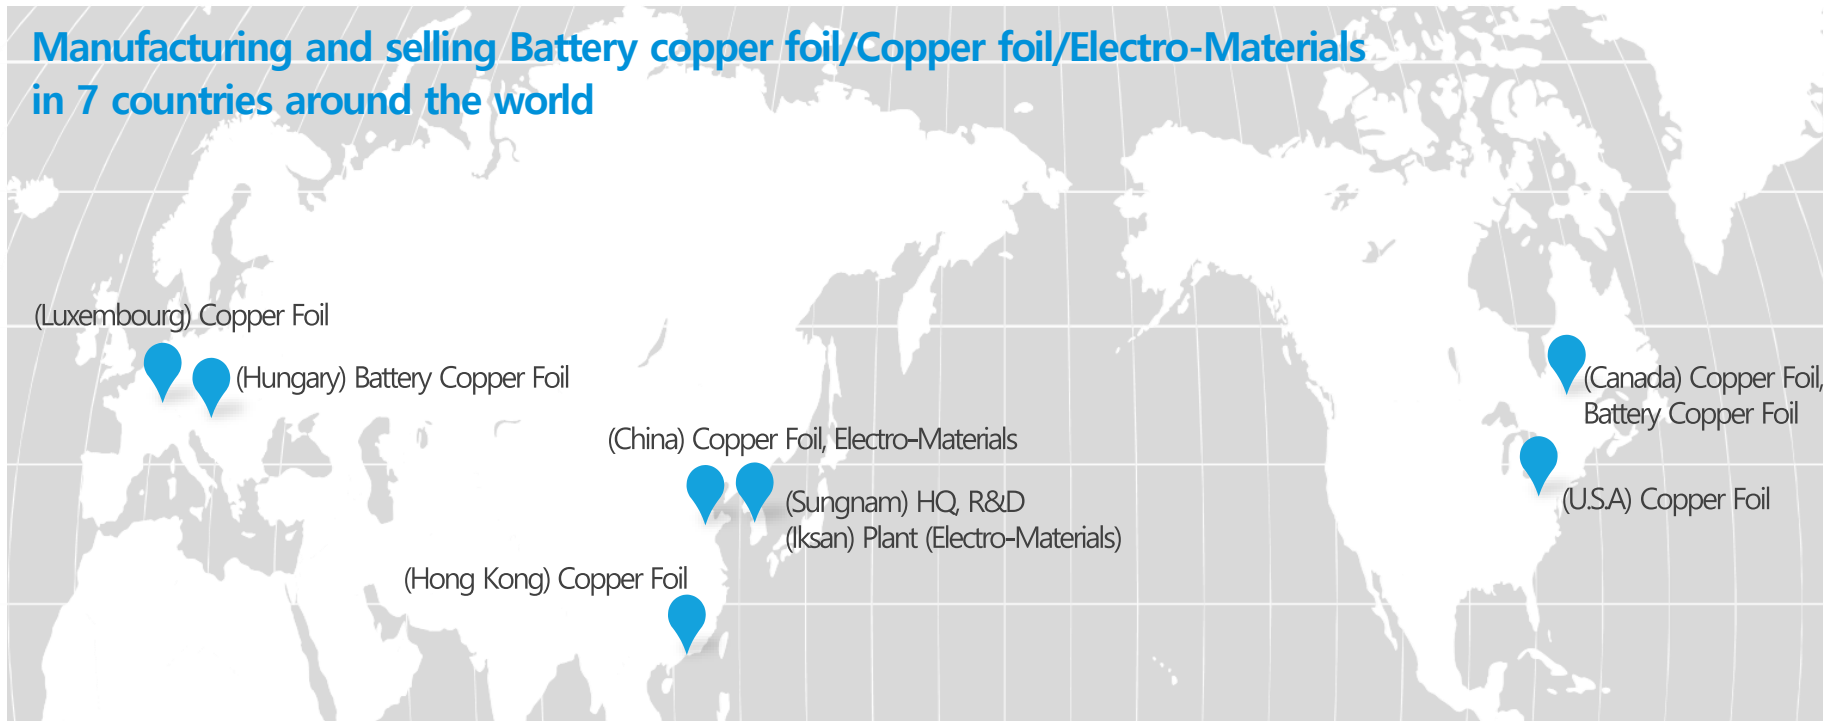 Manufacturing and selling Battery copper foil/Copper foil/Electro-Materials
in 7 countries around the world
(Luxembourg) Copper Foil
(Hungary) Battery Copper Foil
(China) Copper Foil, Electro-Materials
(Sungnam) HQ, R&D
(Iksan) Plant (Electro-Materials)
(Hong Kong) Copper Foil
(Canada) Copper Foil,
Battery Copper Foil
(U.S.A) Copper Foil